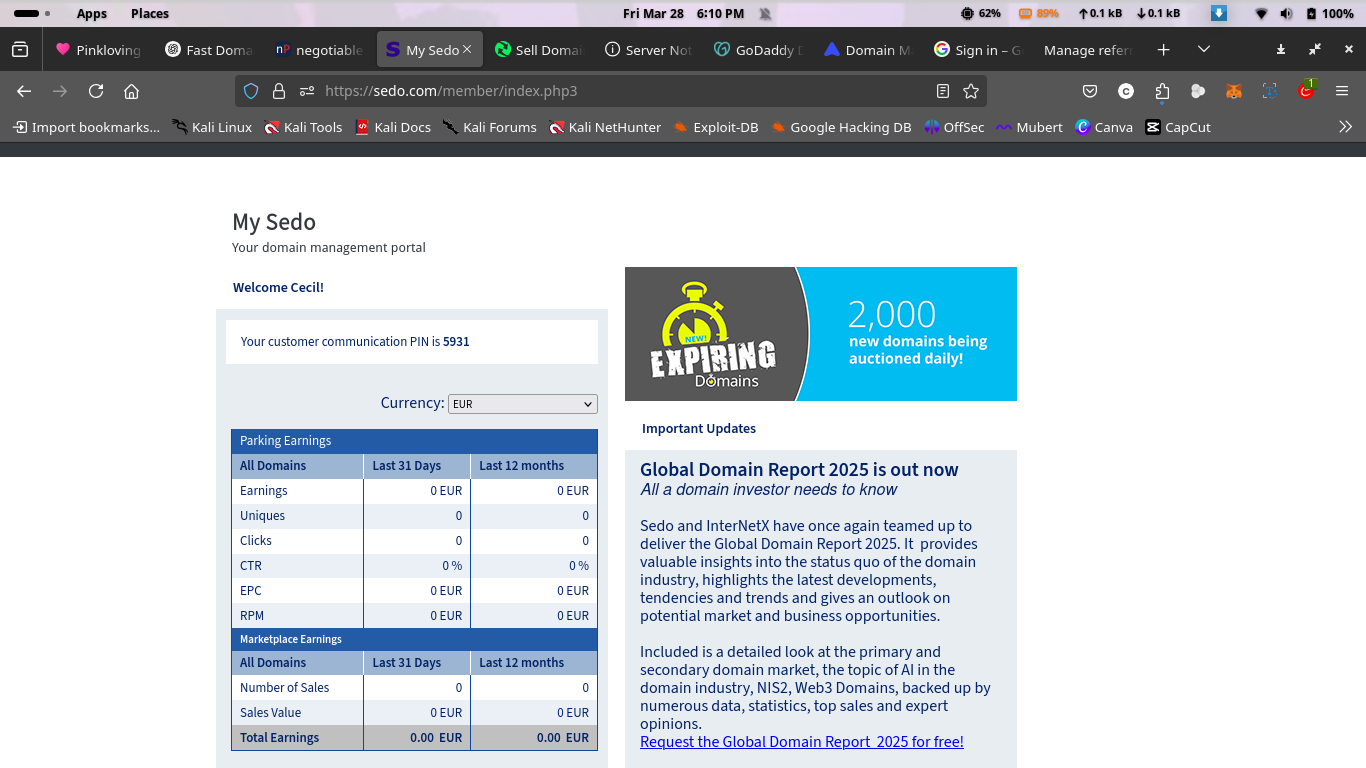 Apps Places Fri Mar 28 6:10 PM 62% 89% 0.1 kB 0.1 kB 100%
Pinkloving Fast Doma negotiable My Sedo Sell Domai Server Not GoDaddy D Domain M Sign in – G Manage refer
https://sedo.com/member/index.php3 1
Import bookmarks... Kali Linux Kali Tools Kali Docs Kali Forums Kali NetHunter Exploit-DB Google Hacking DB OffSec Mubert Canva CapCut
My Sedo
Your domain management portal
Welcome Cecil!
Your customer communication PIN is 5931
Currency: EUR
Parking Earnings
All Domains Last 31 Days Last 12 months
Earnings 0 EUR 0 EUR
Uniques 0 0
Clicks 0 0
CTR 0 % 0 %
EPC 0 EUR 0 EUR
RPM 0 EUR 0 EUR
Marketplace Earnings
All Domains Last 31 Days Last 12 months
Number of Sales 0 0
Sales Value 0 EUR 0 EUR
Total Earnings 0.00 EUR 0.00 EUR
NEW!
EXPIRING
Domains
2,000
new domains being
auctioned daily!
Important Updates
Global Domain Report 2025 is out now
All a domain investor needs to know
Sedo and InterNetX have once again teamed up to
deliver the Global Domain Report 2025. It provides
valuable insights into the status quo of the domain
industry, highlights the latest developments,
tendencies and trends and gives an outlook on
potential market and business opportunities.
Included is a detailed look at the primary and
secondary domain market, the topic of AI in the
domain industry, NIS2, Web3 Domains, backed up by
numerous data, statistics, top sales and expert
opinions.
Request the Global Domain Report 2025 for free!